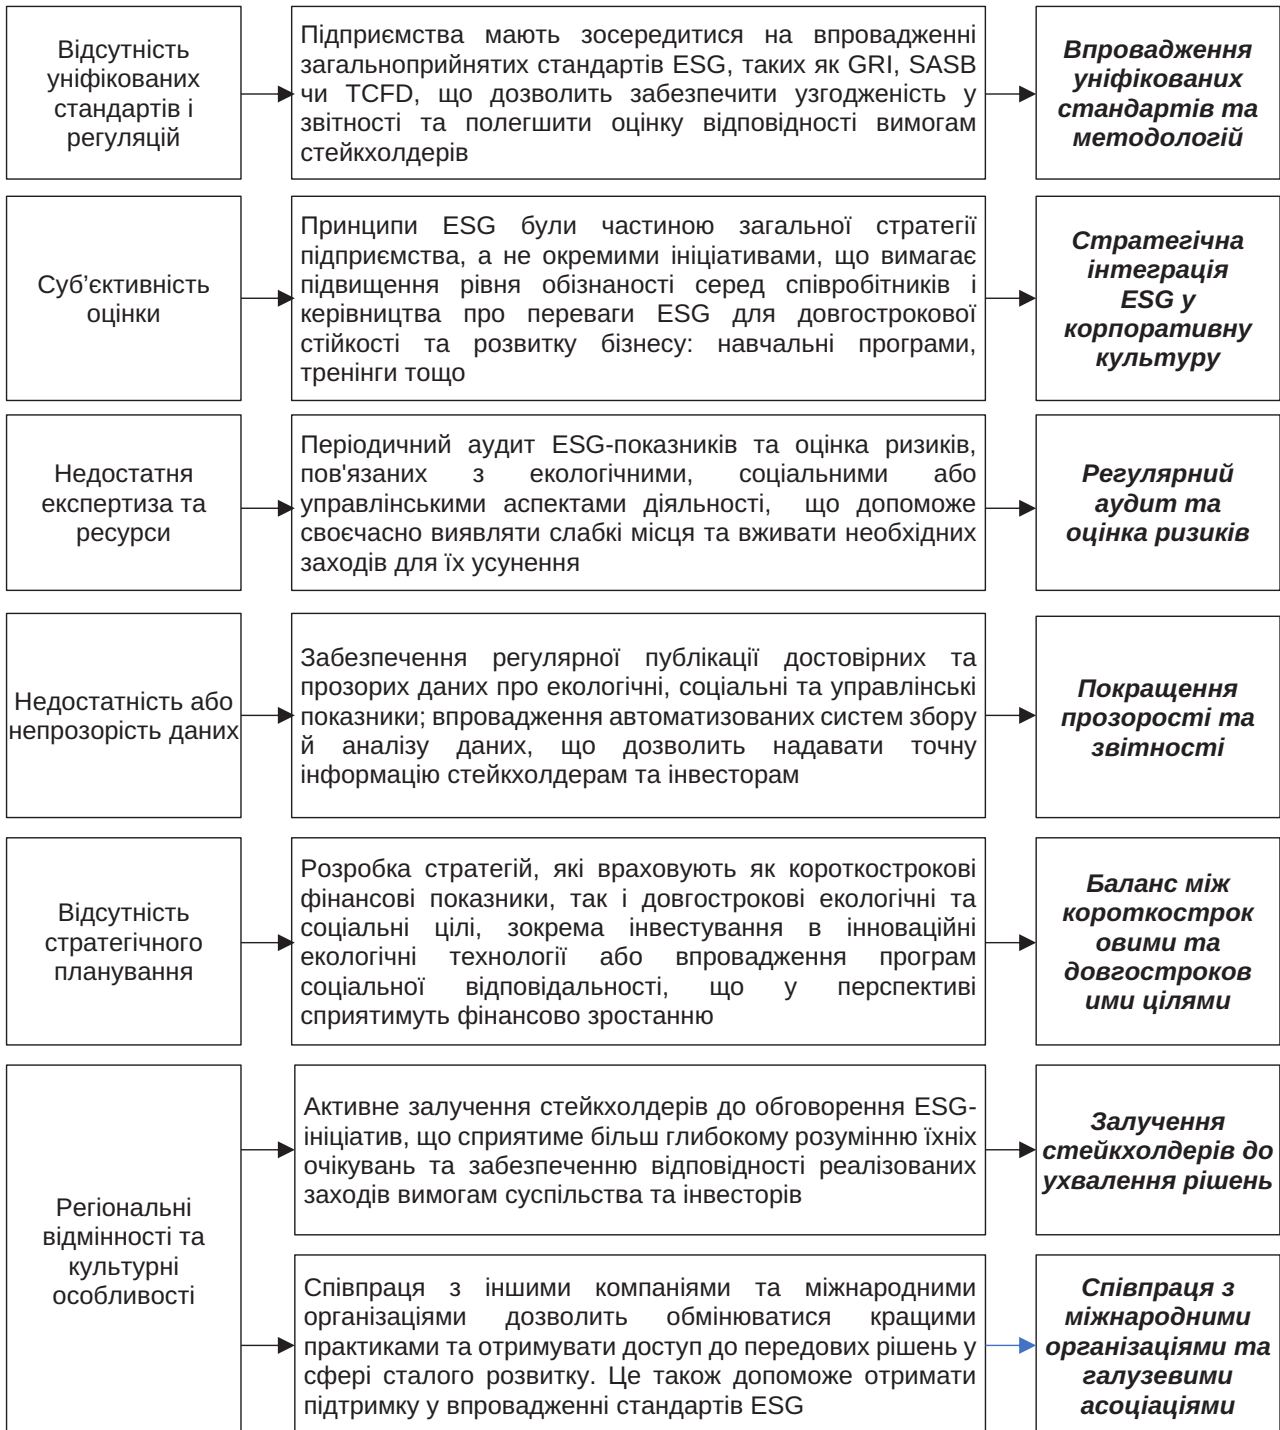 Відсутність
уніфікованих
стандартів і
регуляцій
Підприємства мають зосередитися на впровадженні
загальноприйнятих стандартів ESG, таких як GRI, SASB
чи TCFD, що дозволить забезпечити узгодженість у
звітності та полегшити оцінку відповідності вимогам
стейкхолдерів
Впровадження
уніфікованих
стандартів та
методологій
Суб’єктивність
оцінки
Принципи ESG були частиною загальної стратегії
підприємства, а не окремими ініціативами, що вимагає
підвищення рівня обізнаності серед співробітників і
керівництва про переваги ESG для довгострокової
стійкості та розвитку бізнесу: навчальні програми,
тренінги тощо
Стратегічна
інтеграція
ESG у
корпоративну
культуру
Недостатня
експертиза та
ресурси
Періодичний аудит ESG-показників та оцінка ризиків,
пов'язаних з екологічними, соціальними або
управлінськими аспектами діяльності, що допоможе
своєчасно виявляти слабкі місця та вживати необхідних
заходів для їх усунення
Регулярний
аудит та
оцінка ризиків
Недостатність або
непрозорість даних
Забезпечення регулярної публікації достовірних та
прозорих даних про екологічні, соціальні та управлінські
показники; впровадження автоматизованих систем збору
й аналізу даних, що дозволить надавати точну
інформацію стейкхолдерам та інвесторам
Покращення
прозорості та
звітності
Відсутність
стратегічного
планування
Розробка стратегій, які враховують як короткострокові
фінансові показники, так і довгострокові екологічні та
соціальні цілі, зокрема інвестування в інноваційні
екологічні технології або впровадження програм
соціальної відповідальності, що у перспективі
сприятимуть фінансово зростанню
Баланс між
короткостроk
овими та
довгостроков
ими цілями
Регіональні
відмінності та
культурні
особливості
Активне залучення стейкхолдерів до обговорення ESG-
ініціатив, що сприятиме більш глибокому розумінню їхніх
очікувань та забезпеченню відповідності реалізованих
заходів вимогам суспільства та інвесторів
Залучення
стейкхолдерів до
ухвалення рішень
Співпраця з іншими компаніями та міжнародними
організаціями дозволить обмінюватися кращими
практиками та отримувати доступ до передових рішень у
сфері сталого розвитку. Це також допоможе отримати
підтримку у впровадженні стандартів ESG
Співпраця з
міжнародними
організаціями та
галузевими
асоціаціями